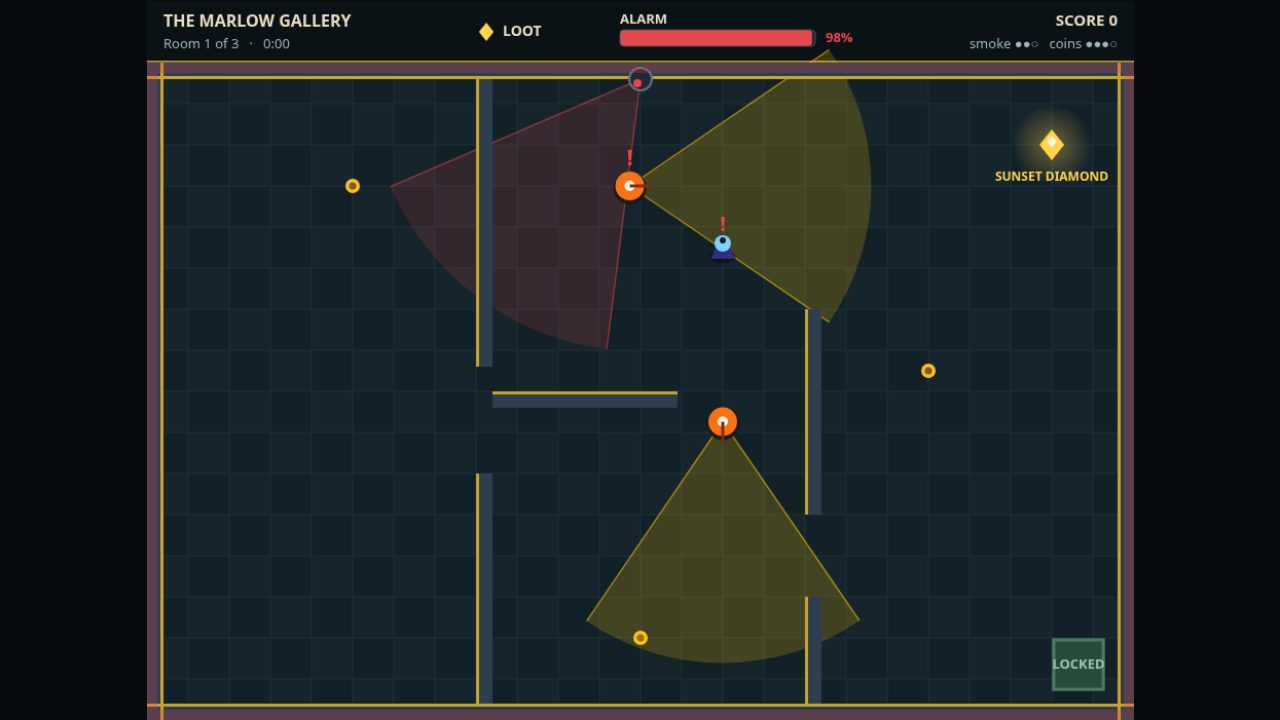 THE MARLOW GALLERY
Room 1 of 3 · 0:00
LOOT
ALARM
98%
SCORE 0
smoke ●●○ coins ●●●○
!
!
SUNSET DIAMOND
LOCKED